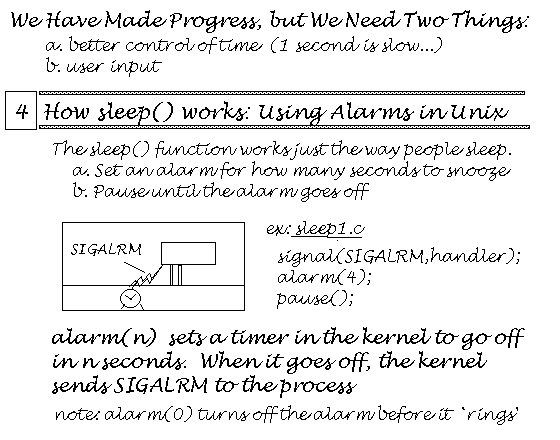 We Have Made Progress, but We Need Two Things:
a. better control of time (1 second is slow...)
b. user input
4 How sleep() works: Using Alarms in Unix
The sleep() function works just the way people sleep.
a. Set an alarm for how many seconds to snooze
b. Pause until the alarm goes off
SIGALRM
ex: sleep1.c
signal(SIGALRM,handler);
alarm(4);
pause();
alarm(n) sets a timer in the kernel to go off
in n seconds. When it goes off, the kernel
sends SIGALRM to the process
note: alarm(0) turns off the alarm before it `rings'